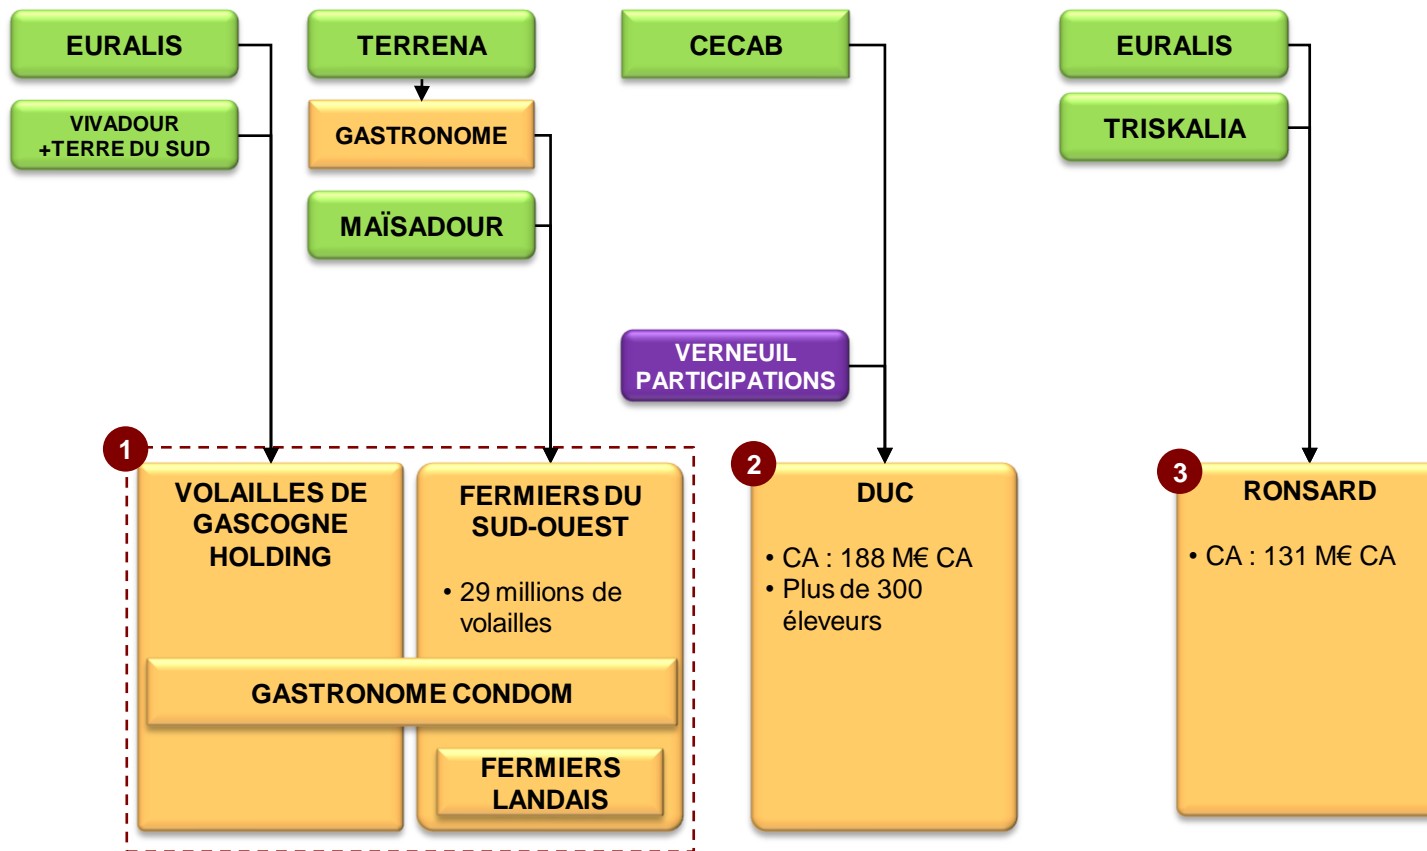 EURALIS
TERRENA
CECAB
EURALIS
VIVADOUR
+TERRE DU SUD
GASTRONOME
TRISKALIA
MAÏSADOUR
VERNEUIL
PARTICIPATIONS
1
VOLAILLES DE
GASCOGNE
HOLDING
FERMIERS DU
SUD-OUEST
• 29 millions de
volailles
GASTRONOME CONDOM
FERMIERS
LANDAIS
2
DUC
• CA : 188 M€ CA
• Plus de 300
éleveurs
3
RONSARD
• CA : 131 M€ CA